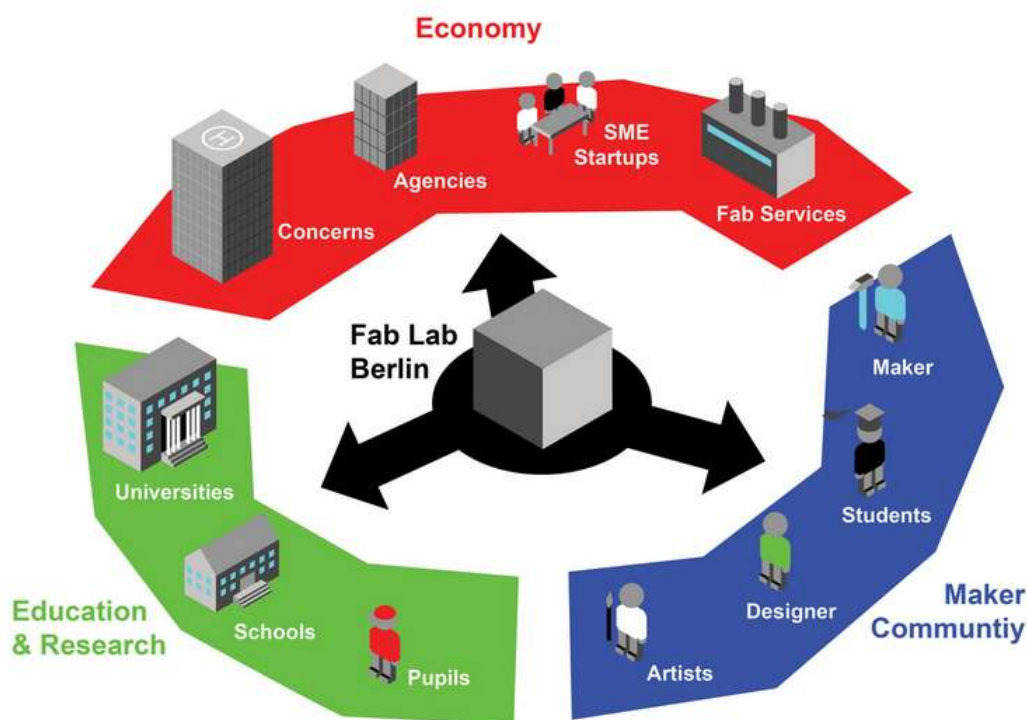 Economy
SME
Startups
Agencies
Fab Services
Concerns
H
Fab Lab
Berlin
Maker
Universities
Students
Education
& Research
Schools
Designer
Maker
Communtiy
Pupils
Artists